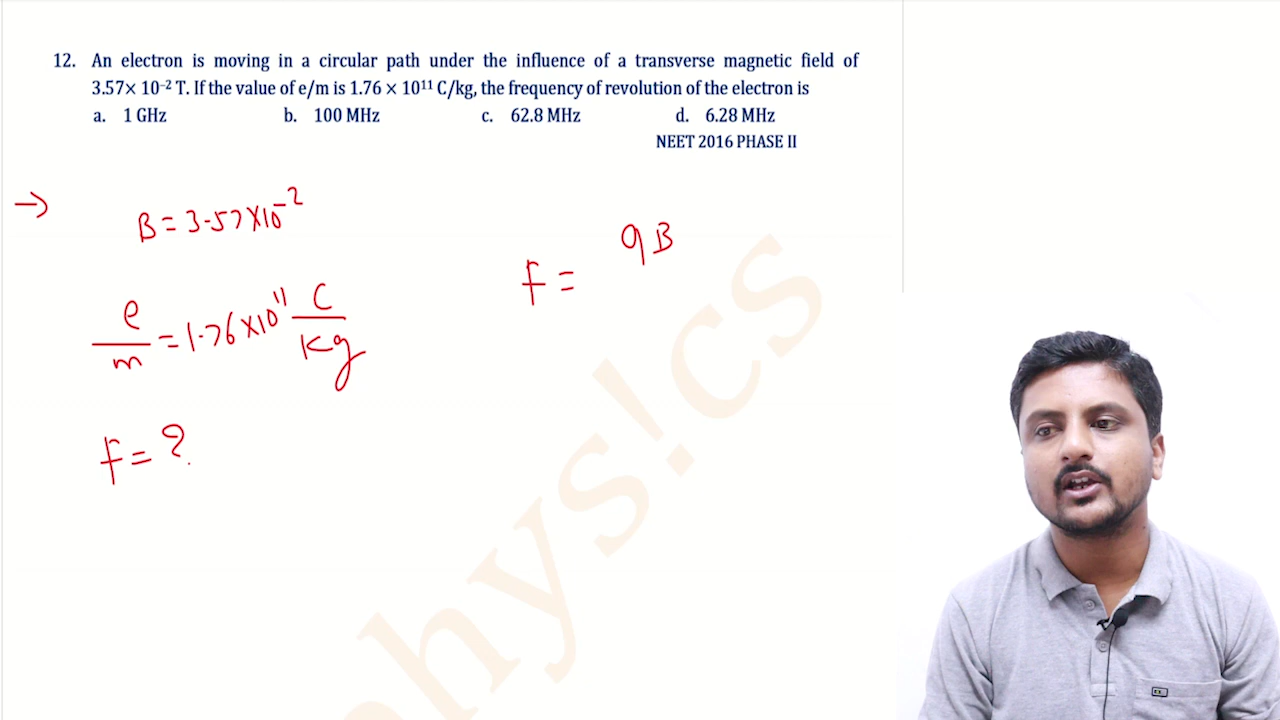 12. An electron is moving in a circular path under the influence of a transverse magnetic field of
3.57× 10⁻² T. If the value of e/m is 1.76 × 10¹¹ C/kg, the frequency of revolution of the electron is
a. 1 GHz b. 100 MHz c. 62.8 MHz d. 6.28 MHz
NEET 2016 PHASE II
→ B = 3.57×10⁻²
e/m = 1.76×10¹¹ C/kg
f = ?
f = qB
phys!cs